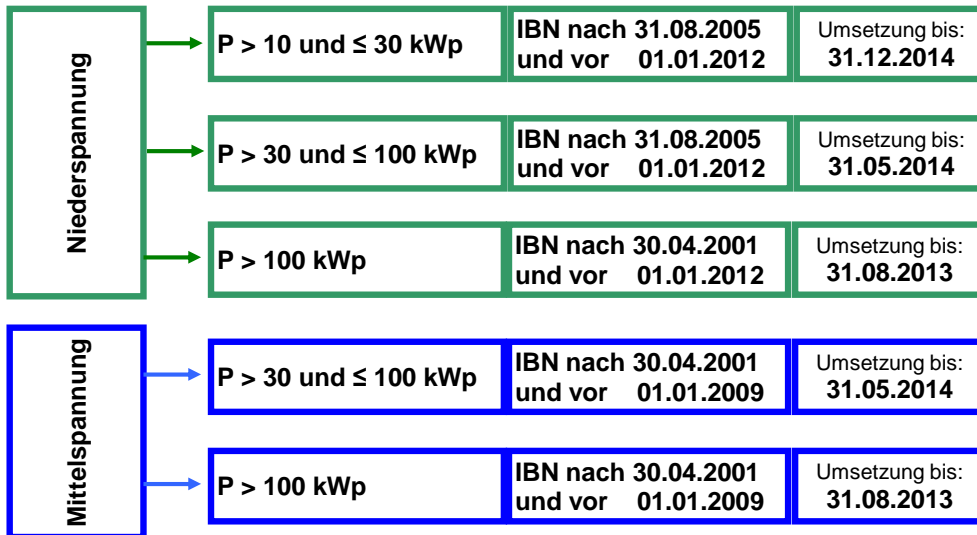 Niederspannung
P > 10 und ≤ 30 kWp
IBN nach 31.08.2005
und vor 01.01.2012
Umsetzung bis:
31.12.2014
P > 30 und ≤ 100 kWp
IBN nach 31.08.2005
und vor 01.01.2012
Umsetzung bis:
31.05.2014
P > 100 kWp
IBN nach 30.04.2001
und vor 01.01.2012
Umsetzung bis:
31.08.2013
Mittelspannung
P > 30 und ≤ 100 kWp
IBN nach 30.04.2001
und vor 01.01.2009
Umsetzung bis:
31.05.2014
P > 100 kWp
IBN nach 30.04.2001
und vor 01.01.2009
Umsetzung bis:
31.08.2013